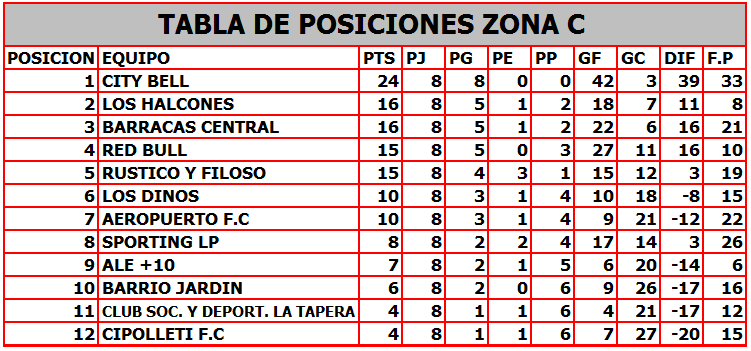 TABLA DE POSICIONES ZONA C
POSICION EQUIPO PTS PJ PG PE PP GF GC DIF F.P
1 CITY BELL 24 8 8 0 0 42 3 39 33
2 LOS HALCONES 16 8 5 1 2 18 7 11 8
3 BARRACAS CENTRAL 16 8 5 1 2 22 6 16 21
4 RED BULL 15 8 5 0 3 27 11 16 10
5 RUSTICO Y FILOSO 15 8 4 3 1 15 12 3 19
6 LOS DINOS 10 8 3 1 4 10 18 -8 15
7 AEROPUERTO F.C 10 8 3 1 4 9 21 -12 22
8 SPORTING LP 8 8 2 2 4 17 14 3 26
9 ALE +10 7 8 2 1 5 6 20 -14 6
10 BARRIO JARDIN 6 8 2 0 6 9 26 -17 16
11 CLUB SOC. Y DEPORT. LA TAPERA 4 8 1 1 6 4 21 -17 12
12 CIPOLLETI F.C 4 8 1 1 6 7 27 -20 15